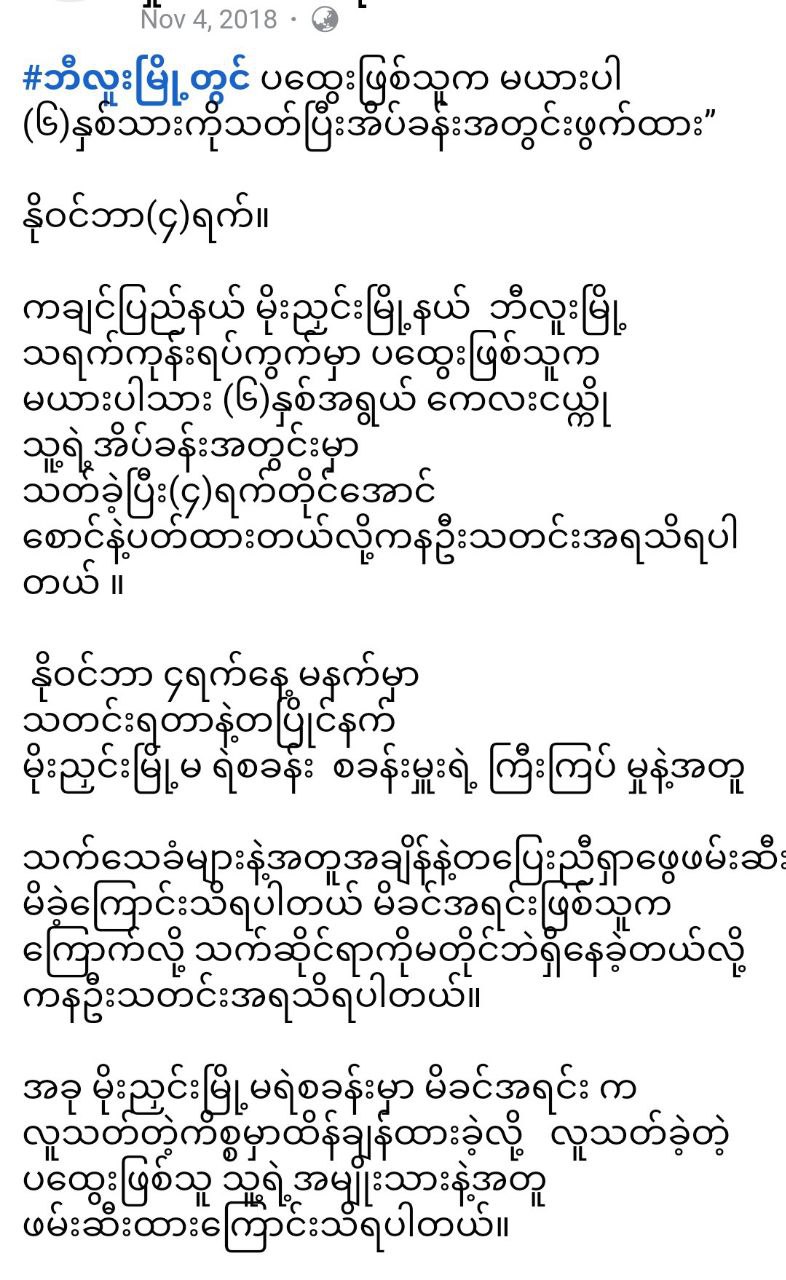 Nov 4, 2018 ·
#ဘီလူးမြို့တွင် ပထွေးဖြစ်သူက မယားပါ
(၆)နှစ်သားကိုသတ်ပြီးအိပ်ခန်းအတွင်းဖွက်ထား”
နိုဝင်ဘာ(၄)ရက်။
ကချင်ပြည်နယ် မိုးညှင်းမြို့နယ် ဘီလူးမြို့
သရက်ကုန်းရပ်ကွက်မှာ ပထွေးဖြစ်သူက
မယားပါသား (၆)နှစ်အရွယ် ကေလးငယ္ကို
သူ့ရဲ့အိပ်ခန်းအတွင်းမှာ
သတ်ခဲ့ပြီး(၄)ရက်တိုင်အောင်
စောင်နဲ့ပတ်ထားတယ်လို့ကနဦးသတင်းအရသိရပါ
တယ် ။
နိုဝင်ဘာ ၄ရက်နေ့ မနက်မှာ
သတင်းရတာနဲ့တပြိုင်နက်
မိုးညှင်းမြို့မ ရဲစခန်း စခန်းမှူးရဲ့ ကြီးကြပ် မှုနဲ့အတူ
သက်သေခံများနဲ့အတူအချိန်နဲ့တပြေးညီရှာဖွေဖမ်းဆီး
မိခဲ့ကြောင်းသိရပါတယ် မိခင်အရင်းဖြစ်သူက
ကြောက်လို့ သက်ဆိုင်ရာကိုမတိုင်ဘဲရှိနေခဲ့တယ်လို့
ကနဦးသတင်းအရသိရပါတယ်။
အခု မိုးညှင်းမြို့မရဲစခန်းမှာ မိခင်အရင်း က
လူသတ်တဲ့ကိစ္စမှာထိန်ချန်ထားခဲ့လို့ လူသတ်ခဲ့တဲ့
ပထွေးဖြစ်သူ သူ့ရဲ့အမျိုးသားနဲ့အတူ
ဖမ်းဆီးထားကြောင်းသိရပါတယ်။